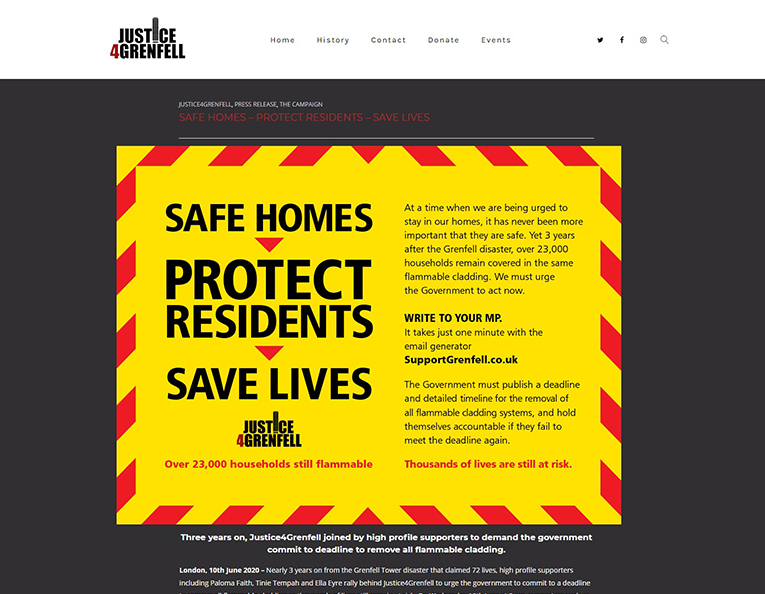 JUSTICE
4GRENFELL
Home History Contact Donate Events
JUSTICE4GRENFELL, PRESS RELEASE, THE CAMPAIGN
SAFE HOMES – PROTECT RESIDENTS – SAVE LIVES
SAFE HOMES
PROTECT
RESIDENTS
SAVE LIVES
JUSTICE
4GRENFELL
Over 23,000 households still flammable
At a time when we are being urged to
stay in our homes, it has never been more
important that they are safe. Yet 3 years
after the Grenfell disaster, over 23,000
households remain covered in the same
flammable cladding. We must urge
the Government to act now.
WRITE TO YOUR MP.
It takes just one minute with the
email generator
SupportGrenfell.co.uk
The Government must publish a deadline
and detailed timeline for the removal of
all flammable cladding systems, and hold
themselves accountable if they fail to
meet the deadline again.
Thousands of lives are still at risk.
Three years on, Justice4Grenfell joined by high profile supporters to demand the government
commit to deadline to remove all flammable cladding.
London, 10th June 2020 – Nearly 3 years on from the Grenfell Tower disaster that claimed 72 lives, high profile supporters
including Paloma Faith, Tinie Tempah and Ella Eyre rally behind Justice4Grenfell to urge the government to commit to a deadline